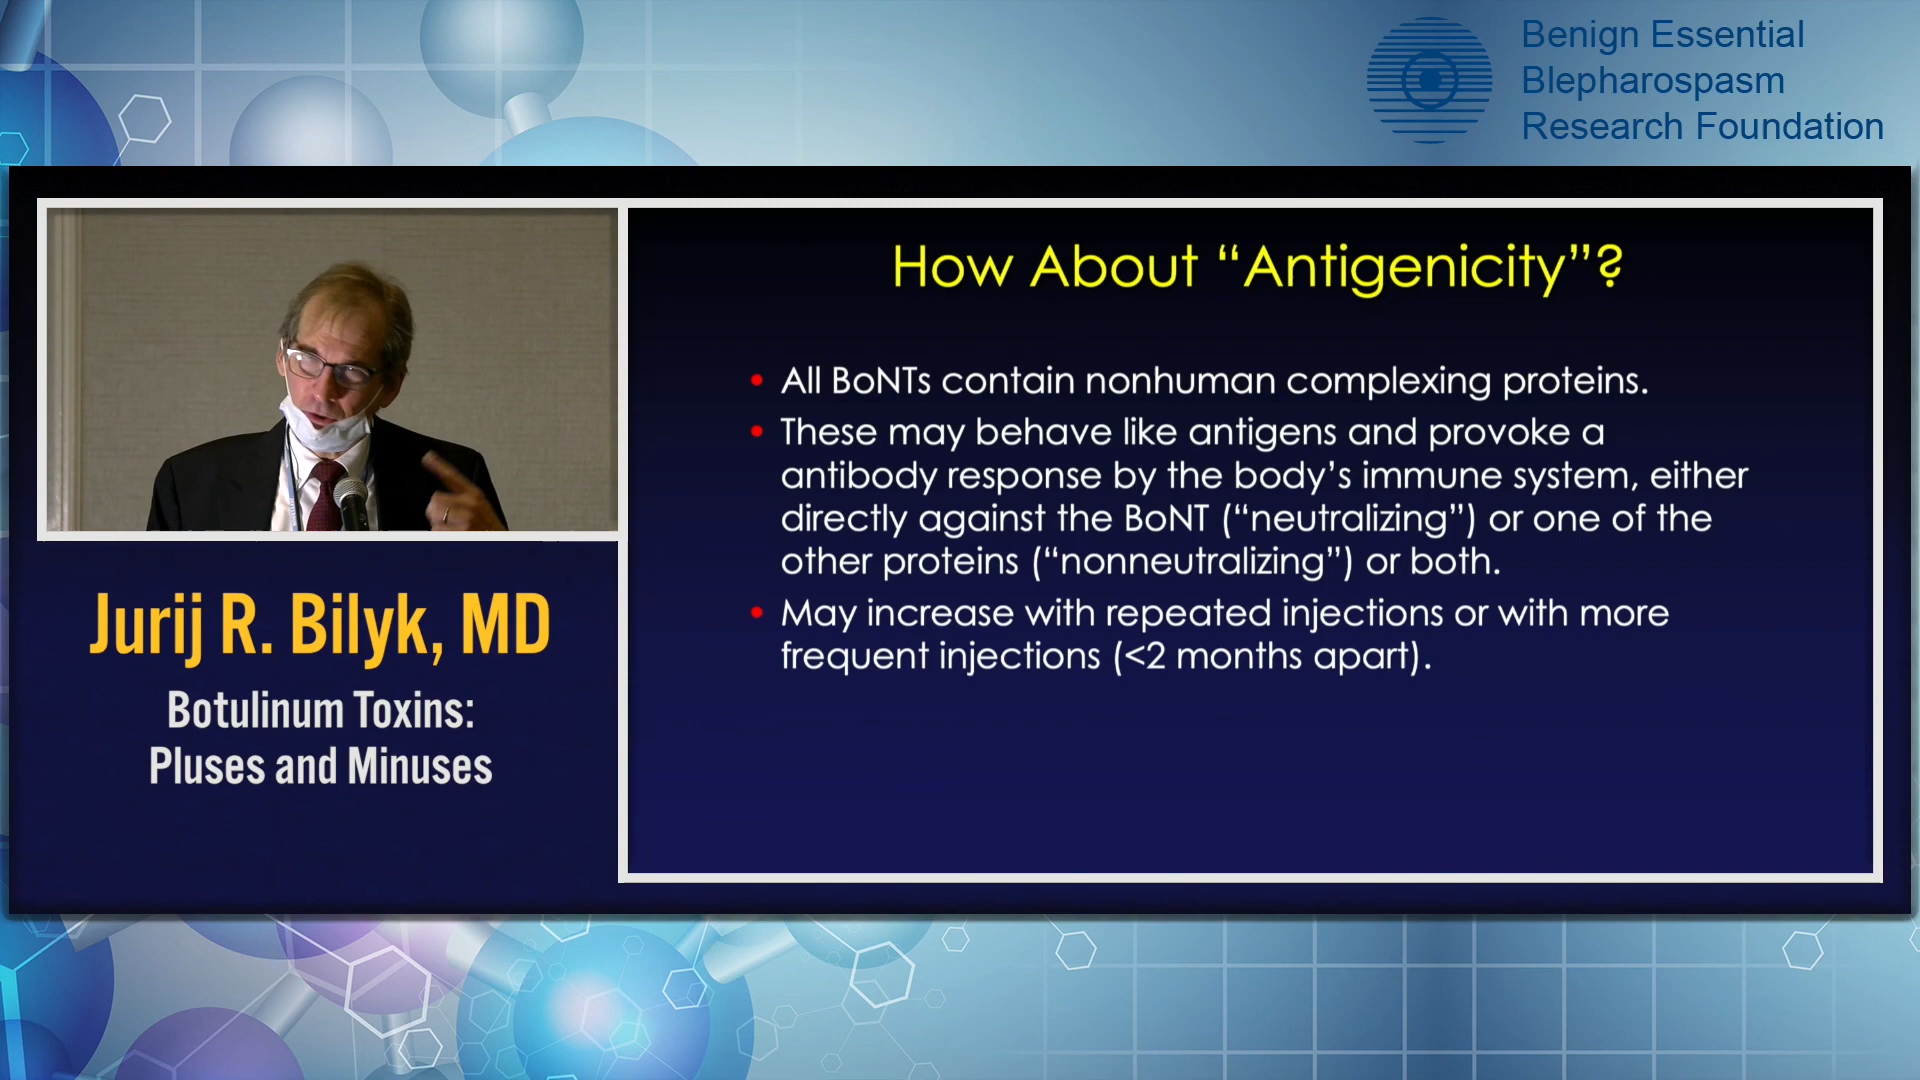 Benign Essential
Blepharospasm
Research Foundation
How About “Antigenicity”?
• All BoNTs contain nonhuman complexing proteins.
• These may behave like antigens and provoke a
antibody response by the body’s immune system, either
directly against the BoNT (“neutralizing”) or one of the
other proteins (“nonneutralizing”) or both.
• May increase with repeated injections or with more
frequent injections (<2 months apart).
Jurij R. Bilyk, MD
Botulinum Toxins:
Pluses and Minuses